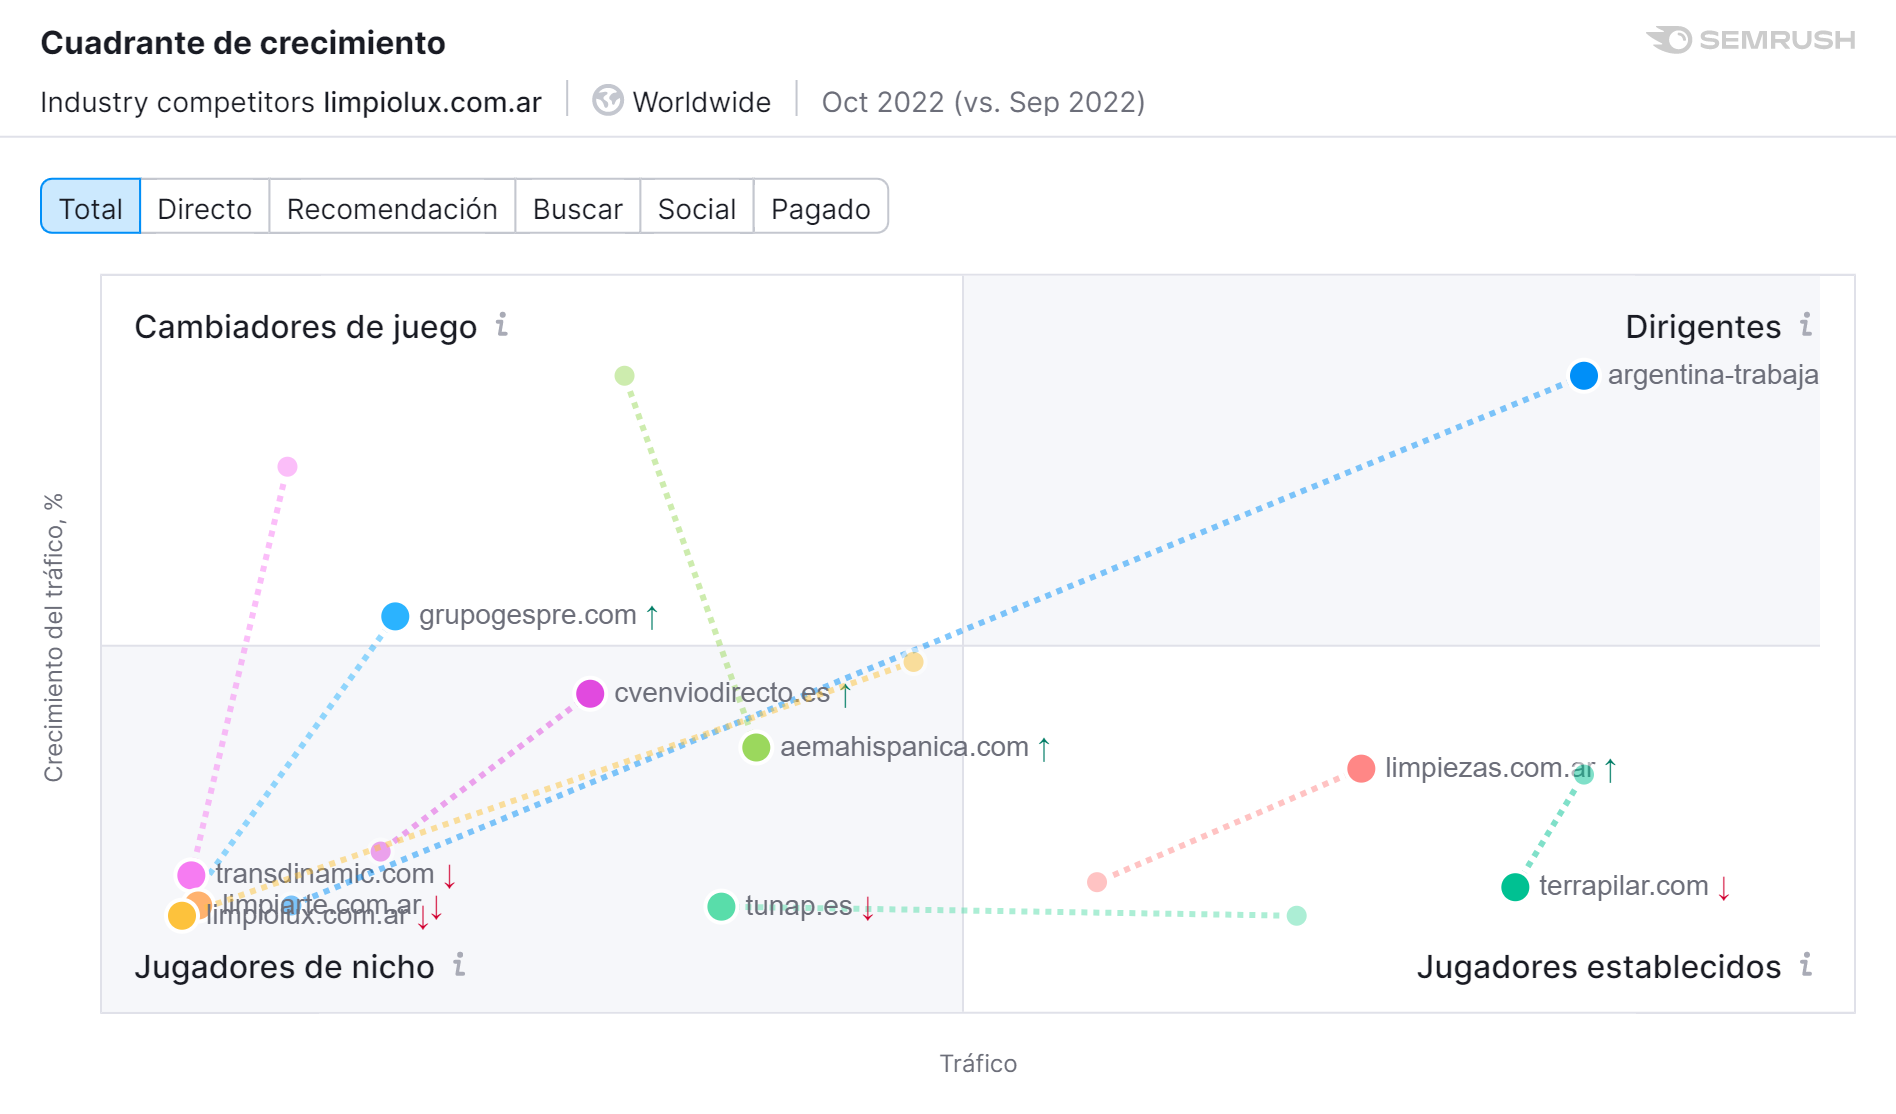 Cuadrante de crecimiento
SEMRUSH
Industry competitors limpiolux.com.ar
Worldwide
Oct 2022 (vs. Sep 2022)
Total
Directo
Recomendación
Buscar
Social
Pagado
Cambiadores de juego
Dirigentes
argentina-trabaja
grupogespre.com ↑
cvenviodirecto.es ↑
aemahispanica.com ↑
limpiezas.com.ar ↑
transdinamic.com ↓
terrapilar.com ↓
limpiarte.com.ar ↓
limpiolux.com.ar ↓
tunap.es ↓
Jugadores de nicho
Jugadores establecidos
Crecimiento del tráfico, %
Tráfico